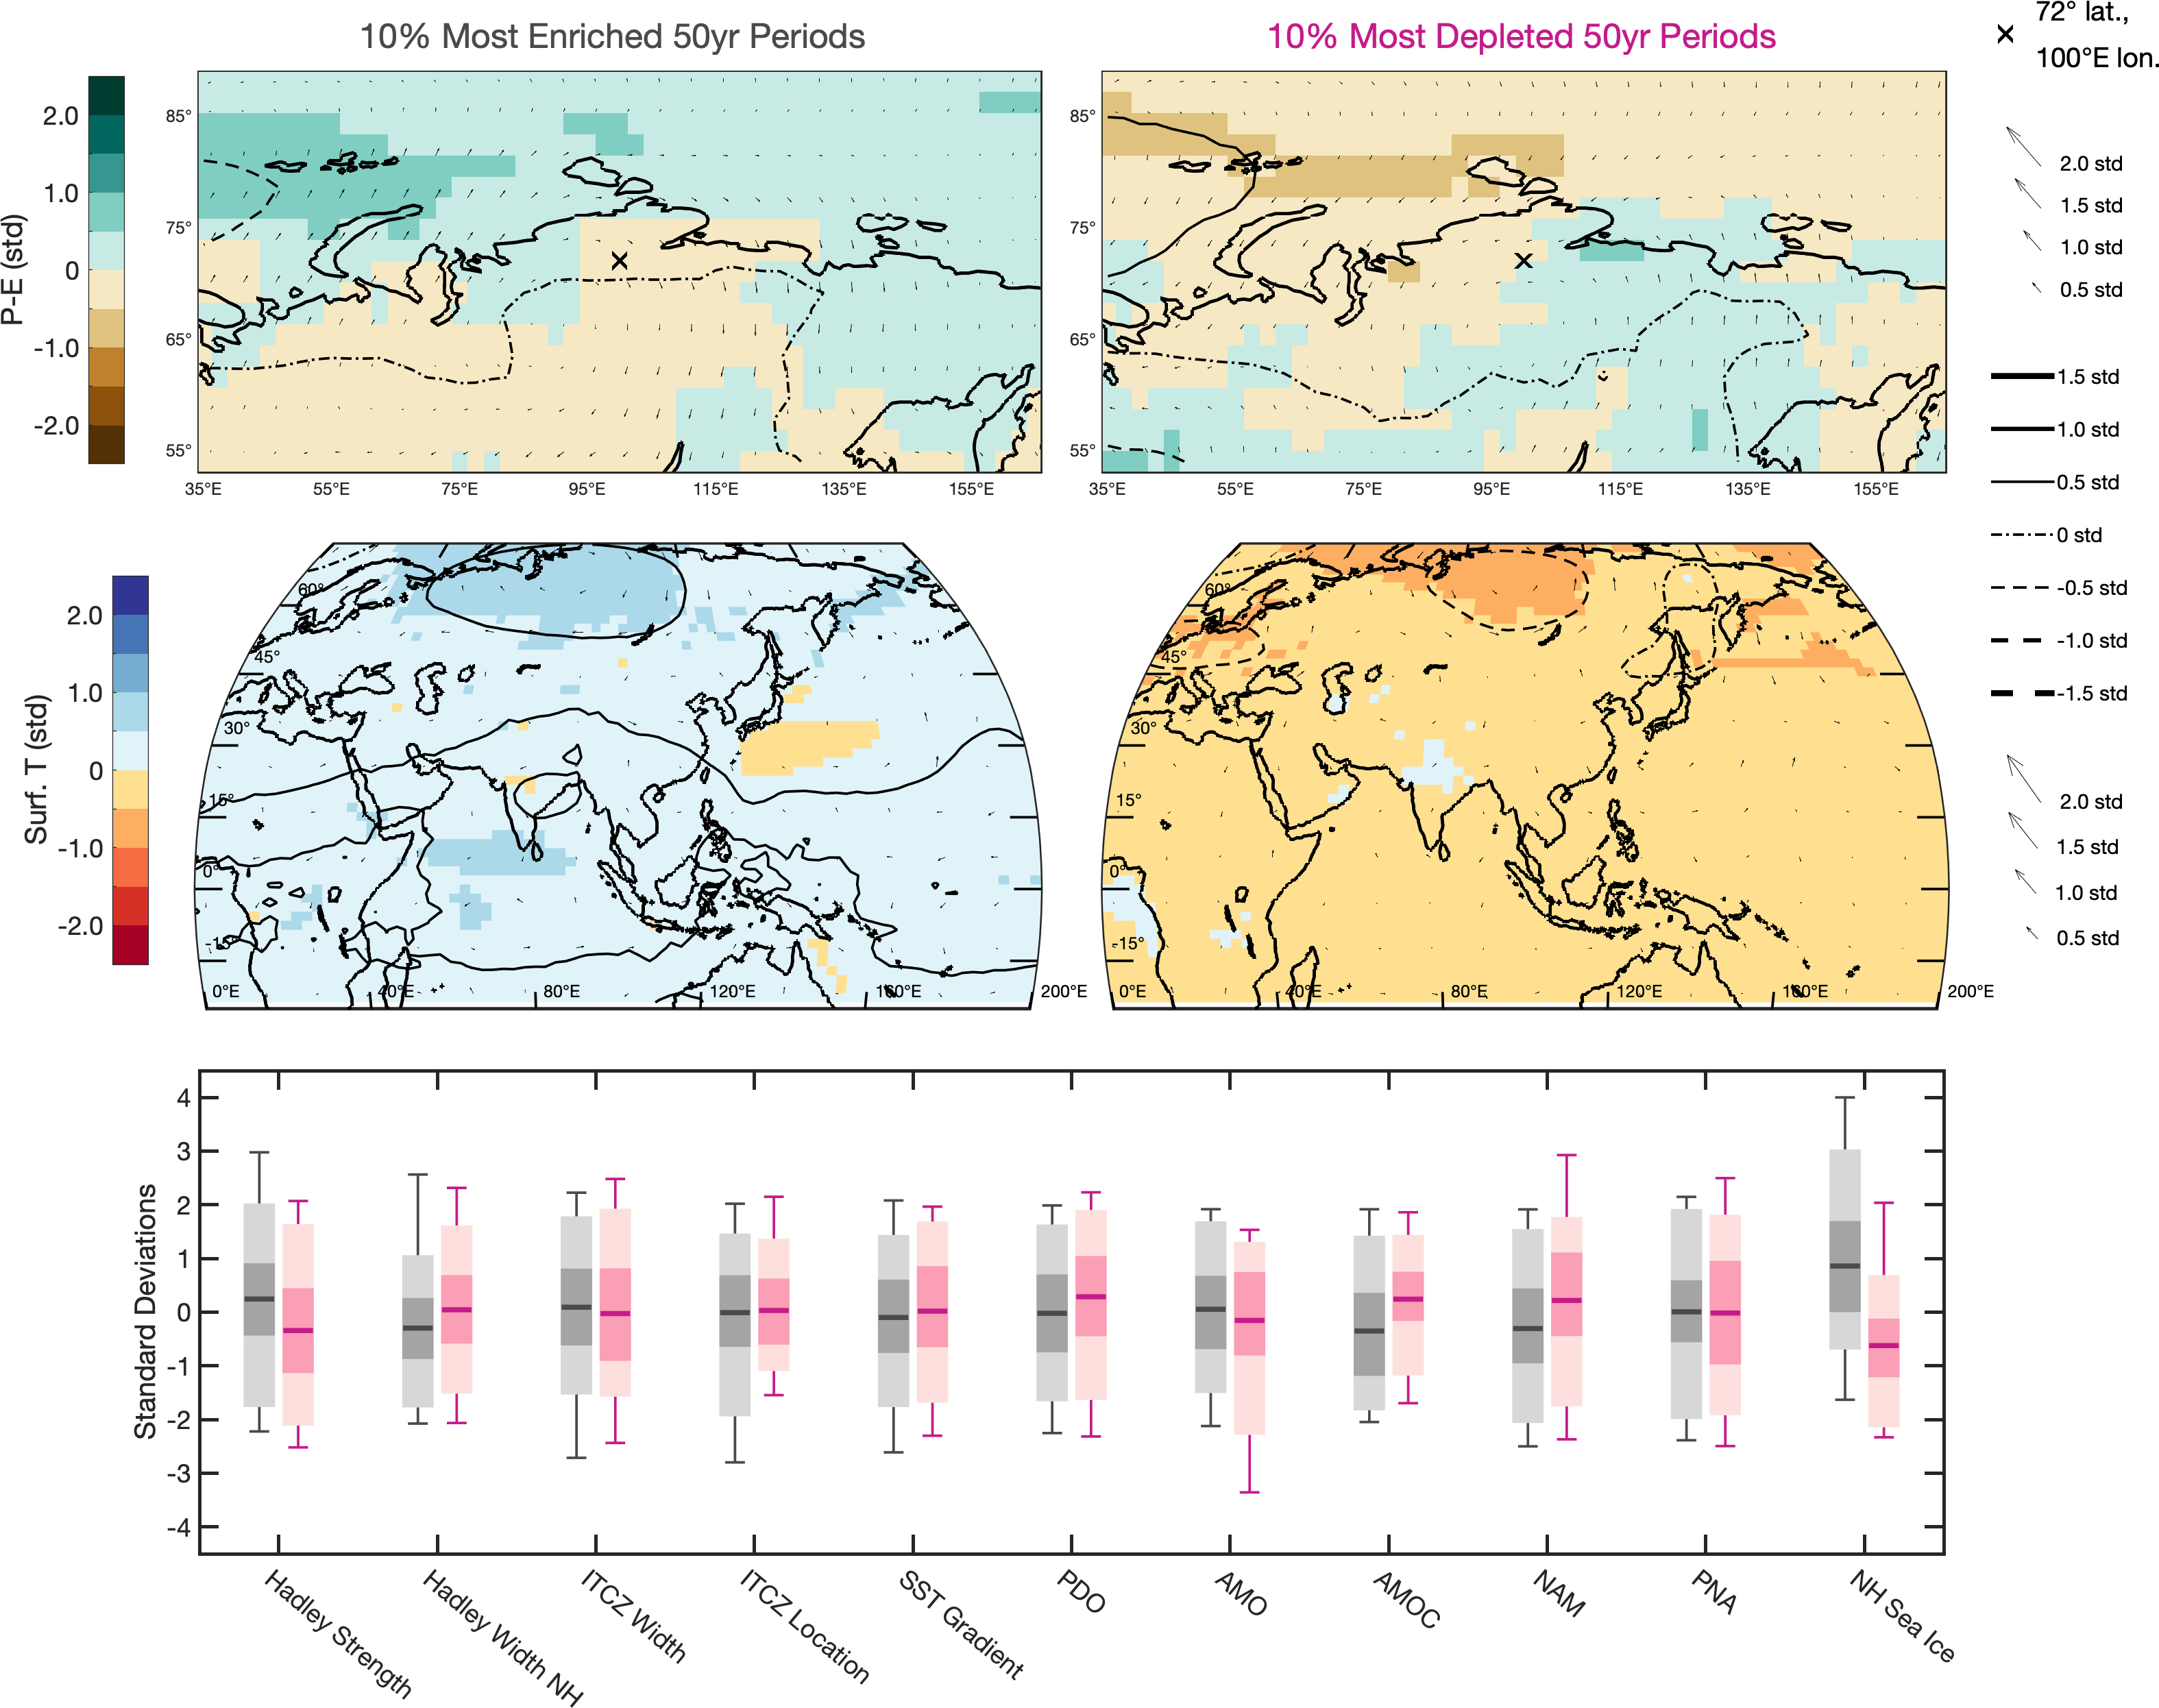 10% Most Enriched 50yr Periods
10% Most Depleted 50yr Periods
72° lat.,
100°E lon.
P-E (std)
2.0
1.0
0
-1.0
-2.0
85°
75°
65°
55°
35°E 55°E 75°E 95°E 115°E 135°E 155°E
85°
75°
65°
55°
35°E 55°E 75°E 95°E 115°E 135°E 155°E
2.0 std
1.5 std
1.0 std
0.5 std
1.5 std
1.0 std
0.5 std
0 std
-0.5 std
-1.0 std
-1.5 std
Surf. T (std)
2.0
1.0
0
-1.0
-2.0
60°
45°
30°
15°
0°
-15°
0°E 40°E 80°E 120°E 160°E 200°E
60°
45°
30°
15°
0°
-15°
0°E 40°E 80°E 120°E 160°E 200°E
2.0 std
1.5 std
1.0 std
0.5 std
Standard Deviations
4
3
2
1
0
-1
-2
-3
-4
Hadley Strength
Hadley Width NH
ITCZ Width
ITCZ Location
SST Gradient
PDO
AMO
AMOC
NAM
PNA
NH Sea Ice